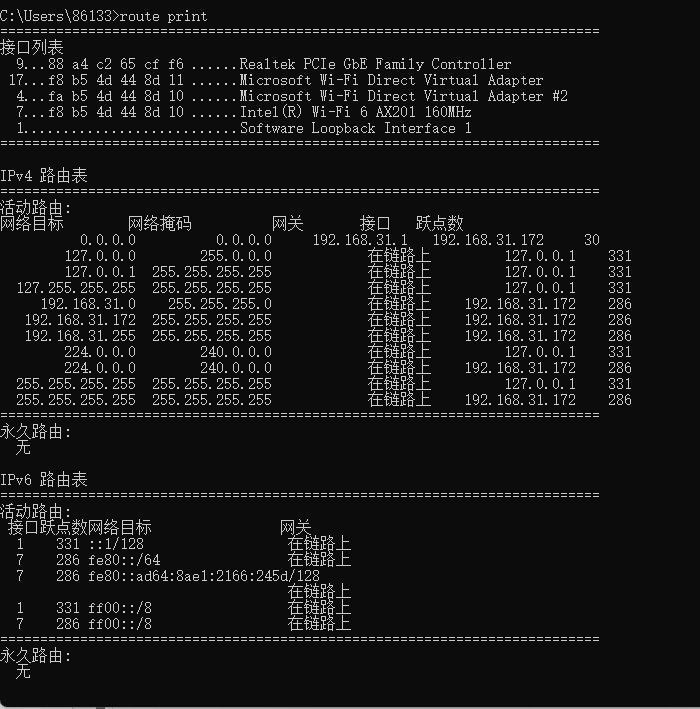 C:\Users\86133>route print
===========================================================================
接口列表
  9...88 a4 c2 65 cf f6 ......Realtek PCIe GbE Family Controller
 17...f8 b5 4d 44 8d 11 ......Microsoft Wi-Fi Direct Virtual Adapter
  4...fa b5 4d 44 8d 10 ......Microsoft Wi-Fi Direct Virtual Adapter #2
  7...f8 b5 4d 44 8d 10 ......Intel(R) Wi-Fi 6 AX201 160MHz
  1...........................Software Loopback Interface 1
===========================================================================
IPv4 路由表
===========================================================================
活动路由:
网络目标        网络掩码          网关       接口   跃点数
          0.0.0.0          0.0.0.0     192.168.31.1   192.168.31.172     30
        127.0.0.0        255.0.0.0            在链路上         127.0.0.1    331
        127.0.0.1  255.255.255.255            在链路上         127.0.0.1    331
  127.255.255.255  255.255.255.255            在链路上         127.0.0.1    331
     192.168.31.0    255.255.255.0            在链路上    192.168.31.172    286
   192.168.31.172  255.255.255.255            在链路上    192.168.31.172    286
   192.168.31.255  255.255.255.255            在链路上    192.168.31.172    286
        224.0.0.0        240.0.0.0            在链路上         127.0.0.1    331
        224.0.0.0        240.0.0.0            在链路上    192.168.31.172    286
  255.255.255.255  255.255.255.255            在链路上         127.0.0.1    331
  255.255.255.255  255.255.255.255            在链路上    192.168.31.172    286
===========================================================================
永久路由:
  无
IPv6 路由表
===========================================================================
活动路由:
 接口跃点数网络目标                网关
  1    331 ::1/128                  在链路上
  7    286 fe80::/64                在链路上
  7    286 fe80::ad64:8ae1:2166:245d/128
                                    在链路上
  1    331 ff00::/8                 在链路上
  7    286 ff00::/8                 在链路上
===========================================================================
永久路由:
  无